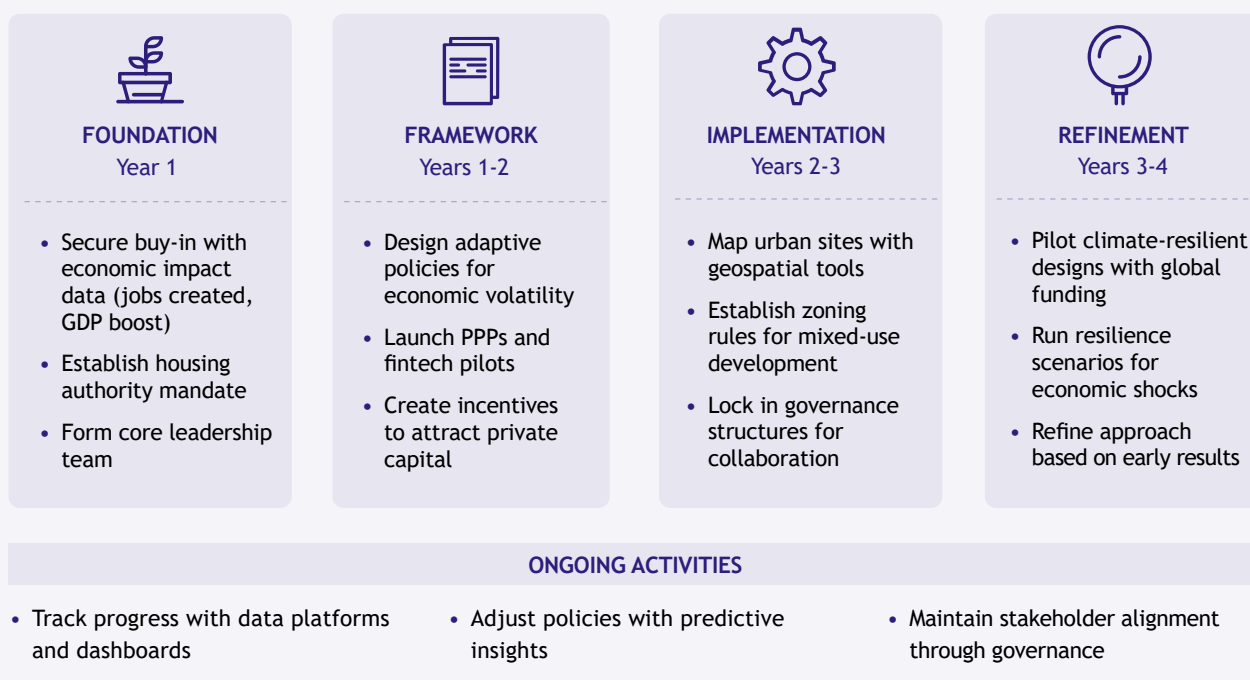 FOUNDATION
Year 1
• Secure buy-in with
economic impact
data (jobs created,
GDP boost)
• Establish housing
authority mandate
• Form core leadership
team
FRAMEWORK
Years 1-2
• Design adaptive
policies for
economic volatility
• Launch PPPs and
fintech pilots
• Create incentives
to attract private
capital
IMPLEMENTATION
Years 2-3
• Map urban sites with
geospatial tools
• Establish zoning
rules for mixed-use
development
• Lock in governance
structures for
collaboration
REFINEMENT
Years 3-4
• Pilot climate-resilient
designs with global
funding
• Run resilience
scenarios for
economic shocks
• Refine approach
based on early results
ONGOING ACTIVITIES
• Track progress with data platforms
and dashboards
• Adjust policies with predictive
insights
• Maintain stakeholder alignment
through governance